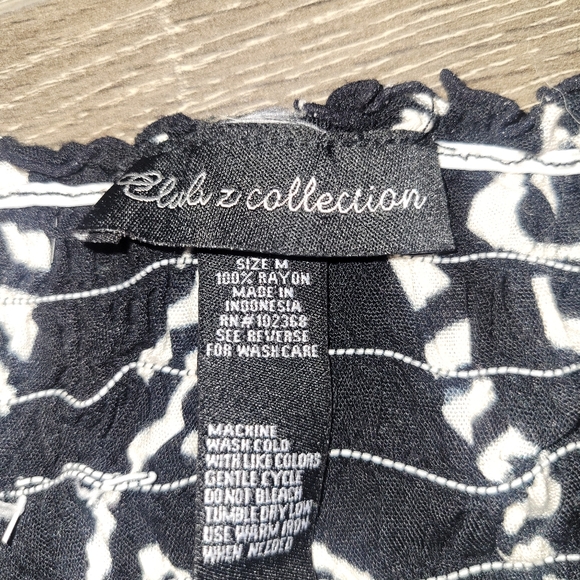 z collection
SIZE M
100% RAYON
MADE IN
INDONESIA
RN#102368
SEE REVERSE
FOR WASHCARE
MACHINE
WASH COLD
WITH LIKE COLORS
GENTLE CYCLE
DO NOT BLEACH
TUMBLE DRY LOW
USE WARM IRON
WHEN NEEDED